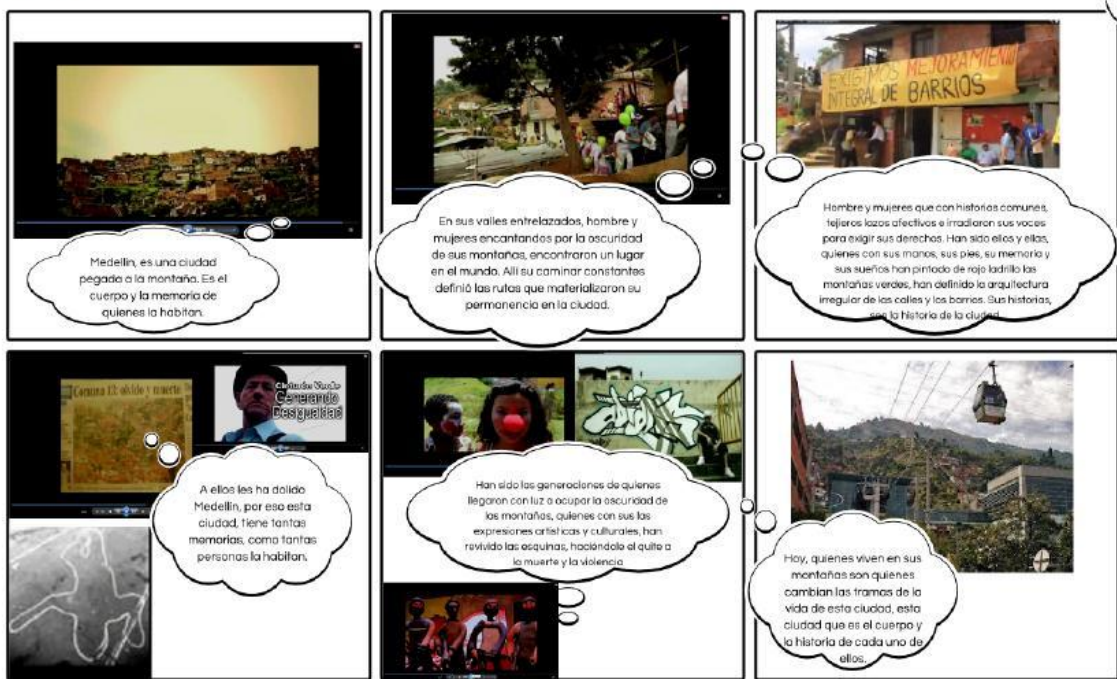 Medellín, es una ciudad
pegada a la montaña. Es el
cuerpo y la memoria de
quienes la habitan.
En sus valles entrelazados, hombre y
mujeres encantandos por la oscuridad
de sus montañas, encontraron un lugar
en el mundo. Allí su caminar constantes
definió las rutas que materializaron su
permanencia en la ciudad.
EXIGIMOS MEJORAMIENTO
INTEGRAL DE BARRIOS
Hombre y mujeres que con historias comunes,
tejieros lazos afectivos e irradiaron sus voces
para exigir sus derechos. Han sido ellos y ellas,
quienes con sus manos, sus pies, su memoria y
sus sueños han pintado de rojo ladrillo las
montañas verdes, han definido la arquitectura
irregular de las calles y los barrios. Sus historias,
son la historia de la ciudad.
Comuna 13: olvido y muerte
Cinturón Verde
Generando
Desigualdad
A ellos les ha dolido
Medellín, por eso esta
ciudad, tiene tantas
memorias, como tantas
personas la habitan.
Han sido las generaciones de quienes
llegaron con luz a ocupar la oscuridad de
las montañas, quienes con sus las
expresiones artísticas y culturales, han
revivido las esquinas, haciéndole el quite a
la muerte y la violencia
Hoy, quienes viven en sus
montañas son quienes
cambian las tramas de la
vida de esta ciudad, esta
ciudad que es el cuerpo y
la historia de cada uno de
ellos.